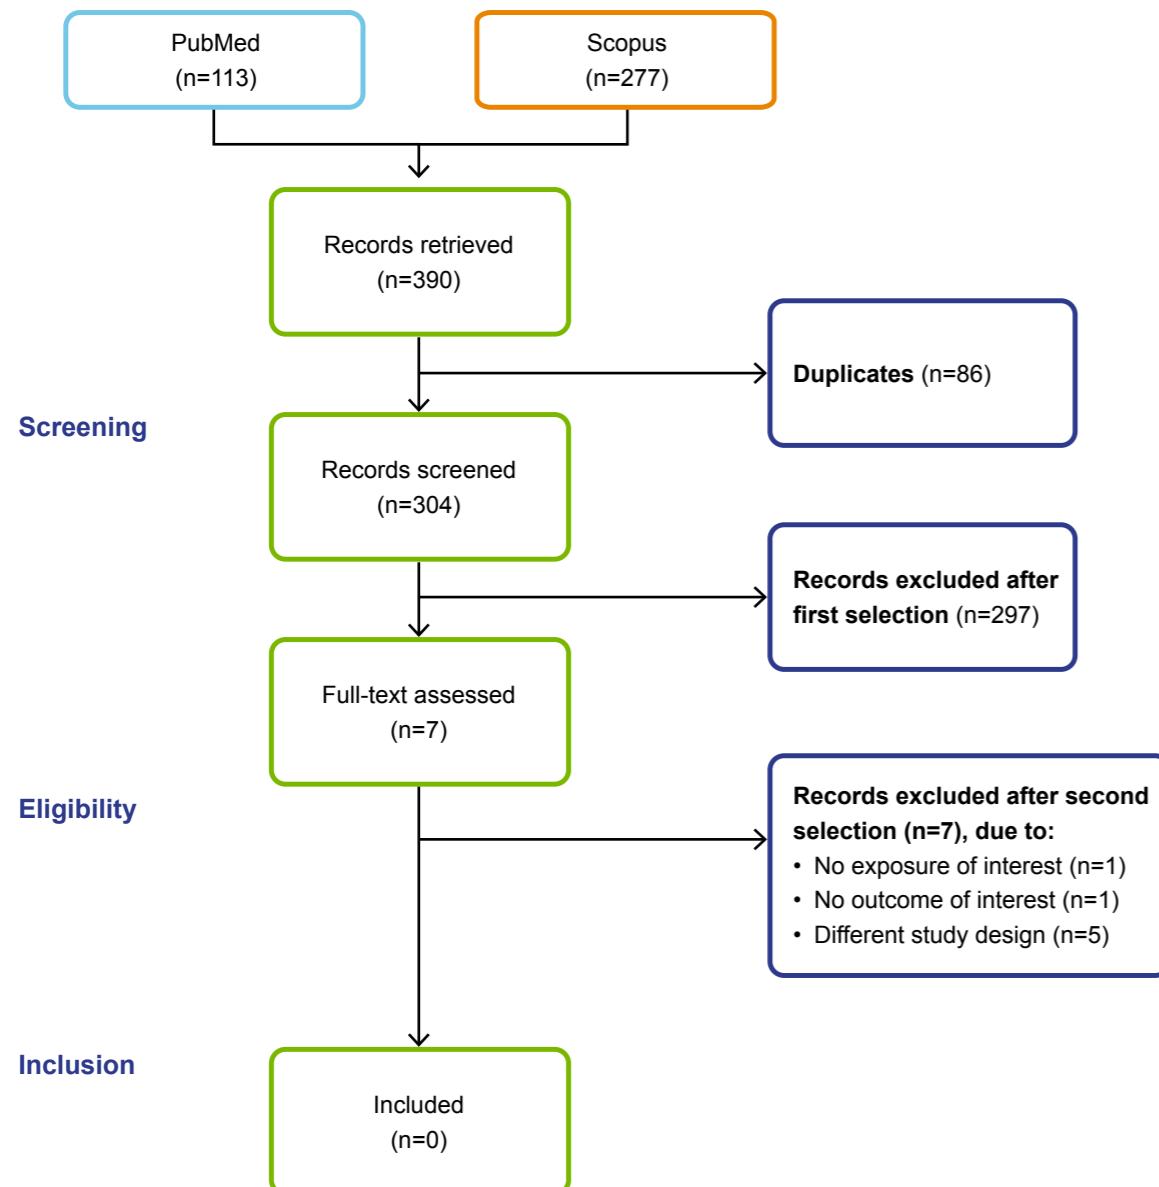 PubMed
(n=113)
Scopus
(n=277)
Records retrieved
(n=390)
Duplicates (n=86)
Screening
Records screened
(n=304)
Records excluded after
first selection (n=297)
Full-text assessed
(n=7)
Eligibility
Records excluded after second
selection (n=7), due to:
• No exposure of interest (n=1)
• No outcome of interest (n=1)
• Different study design (n=5)
Inclusion
Included
(n=0)